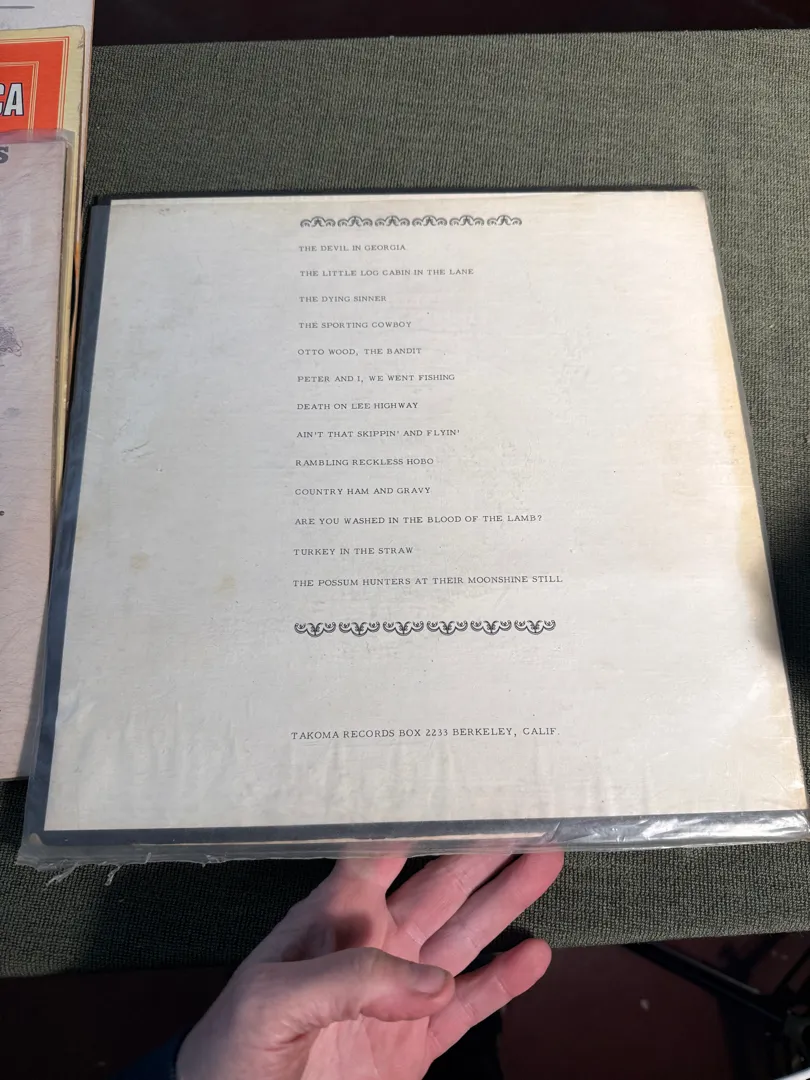 CA
S
THE DEVIL IN GEORGIA
THE LITTLE LOG CABIN IN THE LANE
THE DYING SINNER
THE SPORTING COWBOY
OTTO WOOD, THE BANDIT
PETER AND I, WE WENT FISHING
DEATH ON LEE HIGHWAY
AIN'T THAT SKIPPIN' AND FLYIN'
RAMBLING RECKLESS HOBO
COUNTRY HAM AND GRAVY
ARE YOU WASHED IN THE BLOOD OF THE LAMB?
TURKEY IN THE STRAW
THE POSSUM HUNTERS AT THEIR MOONSHINE STILL
TAKOMA RECORDS BOX 2233 BERKELEY, CALIF.